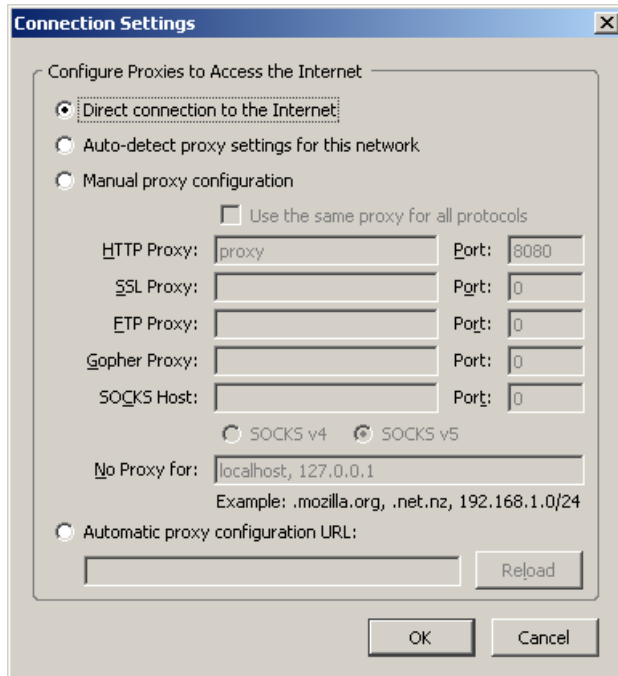 Connection Settings
Configure Proxies to Access the Internet
Direct connection to the Internet
Auto-detect proxy settings for this network
Manual proxy configuration
Use the same proxy for all protocols
HTTP Proxy: proxy Port: 8080
SSL Proxy: Port: 0
FTP Proxy: Port: 0
Gopher Proxy: Port: 0
SOCKS Host: Port: 0
SOCKS v4 SOCKS v5
No Proxy for: localhost, 127.0.0.1
Example: .mozilla.org, .net.nz, 192.168.1.0/24
Automatic proxy configuration URL:
Reload
OK Cancel